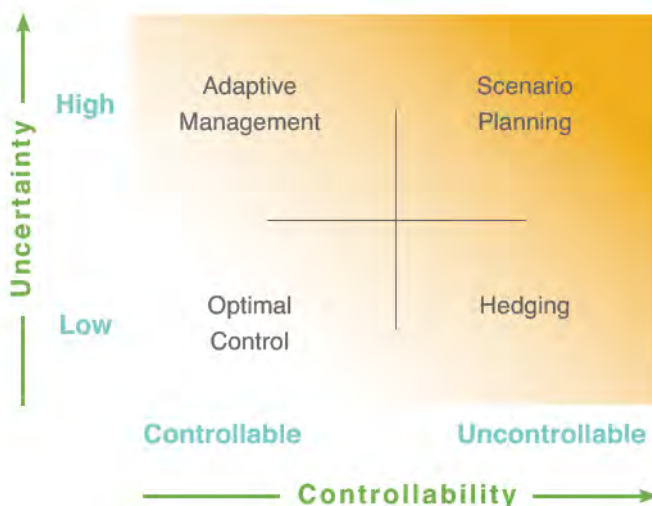 Uncertainty
High
Adaptive
Management
Scenario
Planning
Low
Optimal
Control
Hedging
Controllable
Uncontrollable
Controllability